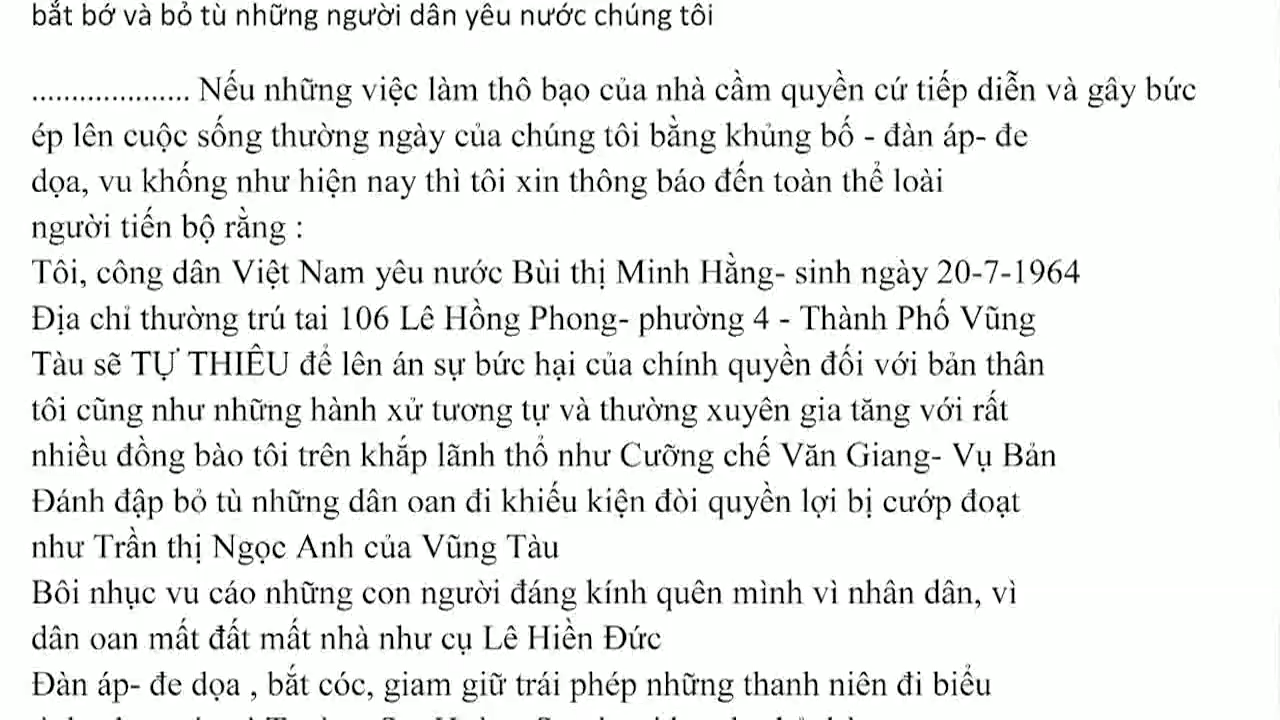 bắt bớ và bỏ tù những người dân yêu nước chúng tôi
.................... Nếu những việc làm thô bạo của nhà cầm quyền cứ tiếp diễn và gây bức
ép lên cuộc sống thường ngày của chúng tôi bằng khủng bố - đàn áp- đe
dọa, vu khống như hiện nay thì tôi xin thông báo đến toàn thể loài
người tiến bộ rằng :
Tôi, công dân Việt Nam yêu nước Bùi thị Minh Hằng- sinh ngày 20-7-1964
Địa chỉ thường trú tai 106 Lê Hồng Phong- phường 4 - Thành Phố Vũng
Tàu sẽ TỰ THIÊU để lên án sự bức hại của chính quyền đối với bản thân
tôi cũng như những hành xử tương tự và thường xuyên gia tăng với rất
nhiều đồng bào tôi trên khắp lãnh thổ như Cưỡng chế Văn Giang- Vụ Bản
Đánh đập bỏ tù những dân oan đi khiếu kiện đòi quyền lợi bị cướp đoạt
như Trần thị Ngọc Anh của Vũng Tàu
Bôi nhục vu cáo những con người đáng kính quên mình vì nhân dân, vì
dân oan mất đất mất nhà như cụ Lê Hiền Đức
Đàn áp- đe dọa , bắt cóc, giam giữ trái phép những thanh niên đi biểu